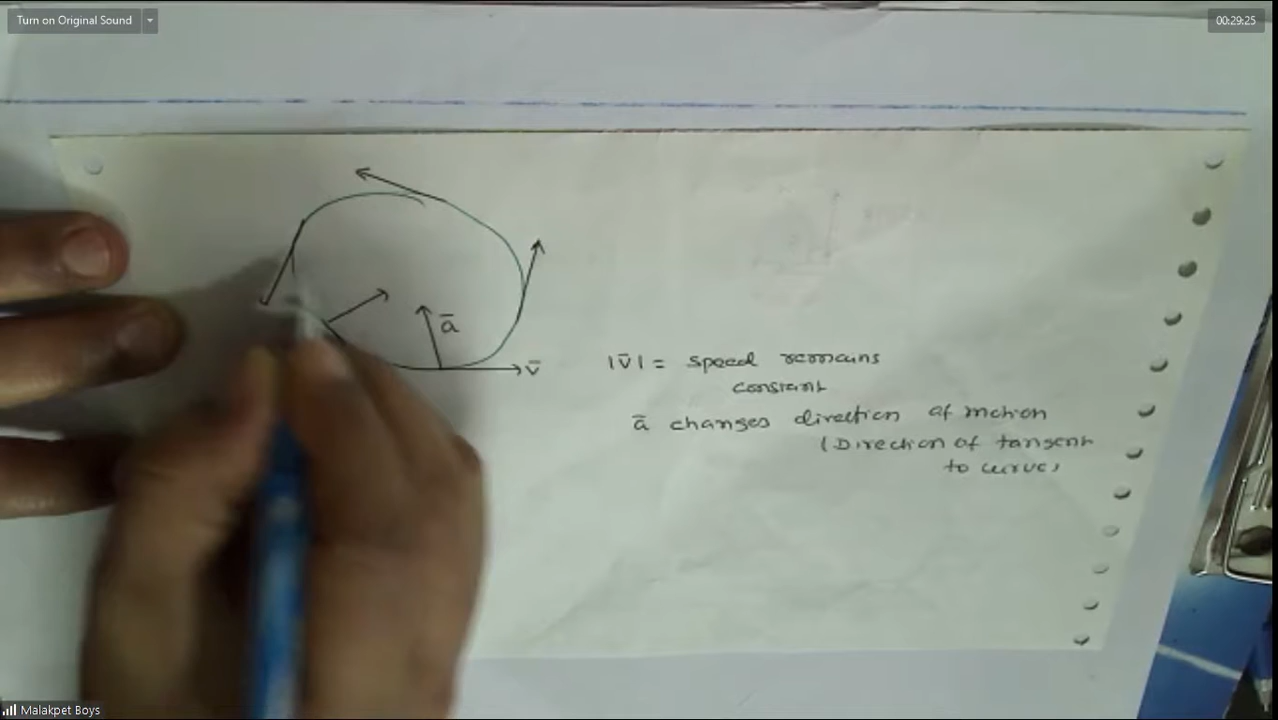 Turn on Original Sound
00:29:25
a̅
v̅
|v̅| = speed remains
constant
a̅ changes direction of motion
(Direction of tangent
to curve)
Malakpet Boys